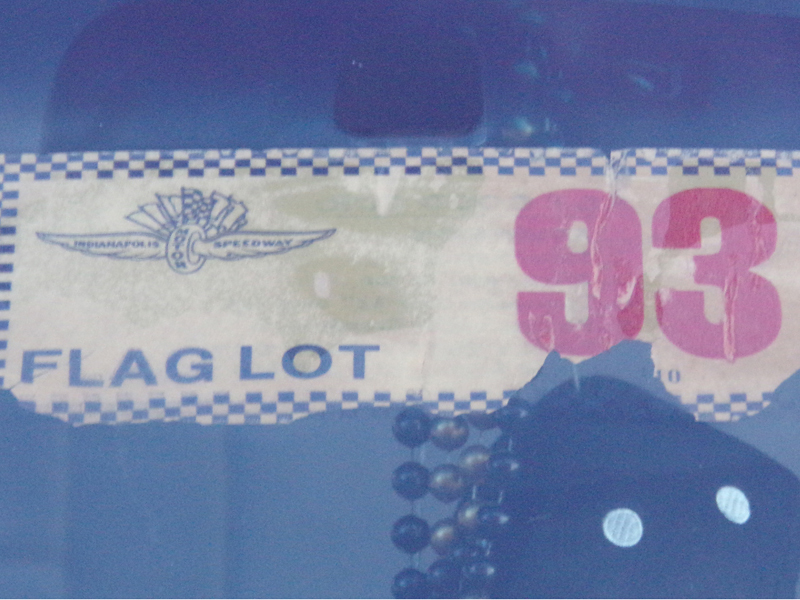 INDIANAPOLIS MOTOR SPEEDWAY
93
FLAG LOT